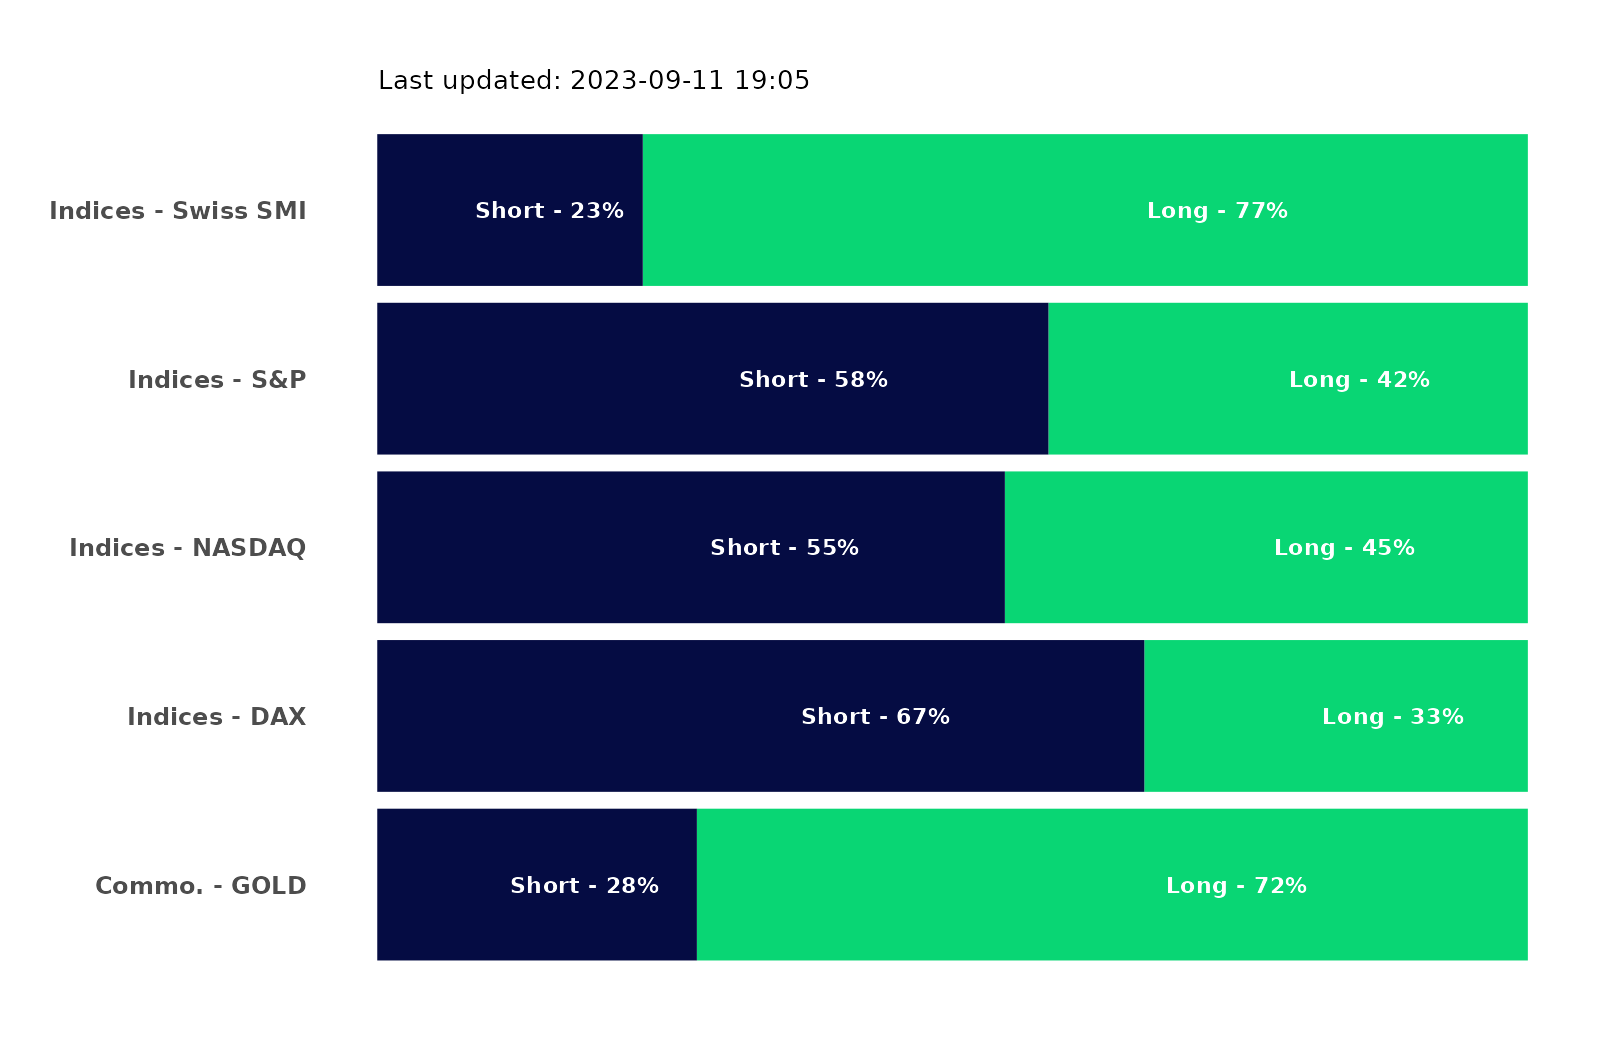 Last updated: 2023-09-11 19:05
Indices - Swiss SMI Short - 23% Long - 77%
Indices - S&P Short - 58% Long - 42%
Indices - NASDAQ Short - 55% Long - 45%
Indices - DAX Short - 67% Long - 33%
Commo. - GOLD Short - 28% Long - 72%